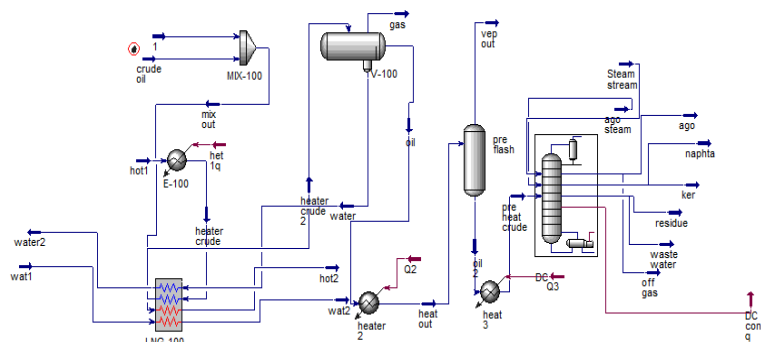 gas
vep
out
1
crude
oil
MIX-100
V-100
Steam
stream
ago
steam
ago
mix
out
oil
pre
flash
naphta
hot1
het
1q
E-100
ker
heater
crude
2
water
pre
heat
crude
residue
heater
crude
water2
waste
water
wat1
hot2
Q2
oil
2
DC
Q3
off
gas
wat2
heat
out
heater
2
heat
3
DC
con
q
LNG-100